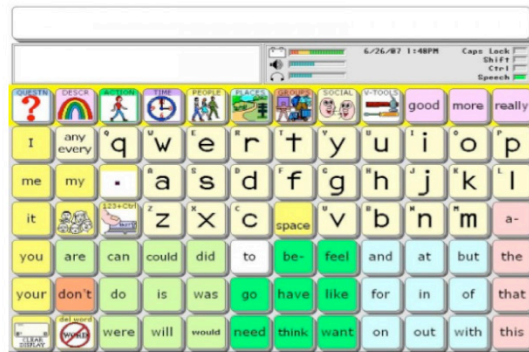 6/26/07 1:48PM Caps Lock
Shift
Ctrl
Speech
QUESTN DESCR ACTION TIME PEOPLE PLACES GROUPS SOCIAL V-TOOLS good more really
I any every Q q W w E e R r T t Y y U u I i O o P p
me my . A a S s D d F f G g H h J j K k L l
it 123+Ctrl Z z X x C c space V v B b N n M m a-
you are can could did to be- feel and at but the
your don't do is was go have like for in of that
CLEAR DISPLAY del word WORD were will would need think want on out with this